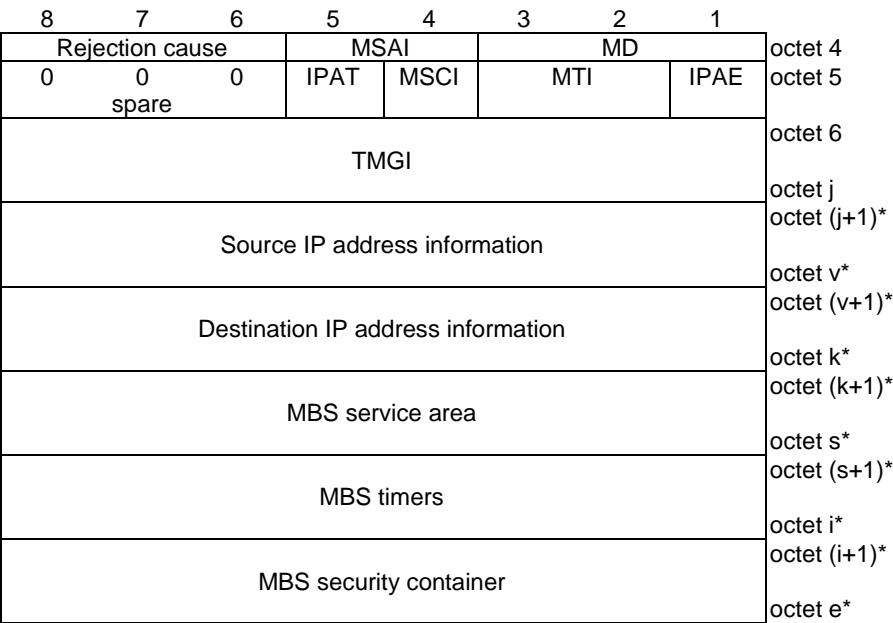 8 7 6 5 4 3 2 1
Rejection cause MSAI MD octet 4
0 0 0 IPAT MSCI MTI IPAE octet 5
spare
octet 6
TMGI
octet j
octet (j+1)*
Source IP address information
octet v*
octet (v+1)*
Destination IP address information
octet k*
octet (k+1)*
MBS service area
octet s*
octet (s+1)*
MBS timers
octet i*
octet (i+1)*
MBS security container
octet e*